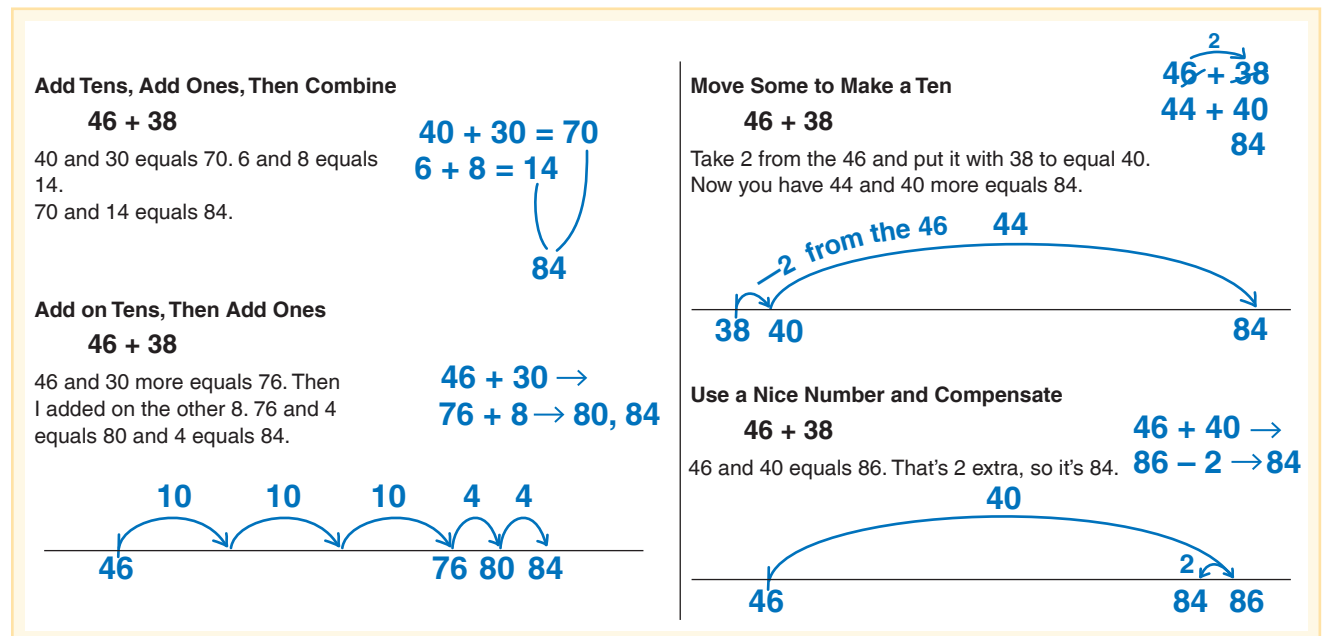 Add Tens, Add Ones, Then Combine
46 + 38
40 and 30 equals 70. 6 and 8 equals
14.
70 and 14 equals 84.
40 + 30 = 70
6 + 8 = 14
84
Add on Tens, Then Add Ones
46 + 38
46 and 30 more equals 76. Then
I added on the other 8. 76 and 4
equals 80 and 4 equals 84.
46 + 30 →
76 + 8 → 80, 84
10 10 10 4 4
46 76 80 84
Move Some to Make a Ten
46 + 38
Take 2 from the 46 and put it with 38 to equal 40.
Now you have 44 and 40 more equals 84.
2
46 + 38
44 + 40
84
–2 from the 46 44
38 40 84
Use a Nice Number and Compensate
46 + 38
46 and 40 equals 86. That's 2 extra, so it's 84.
46 + 40 →
86 – 2 → 84
40
2
46 84 86